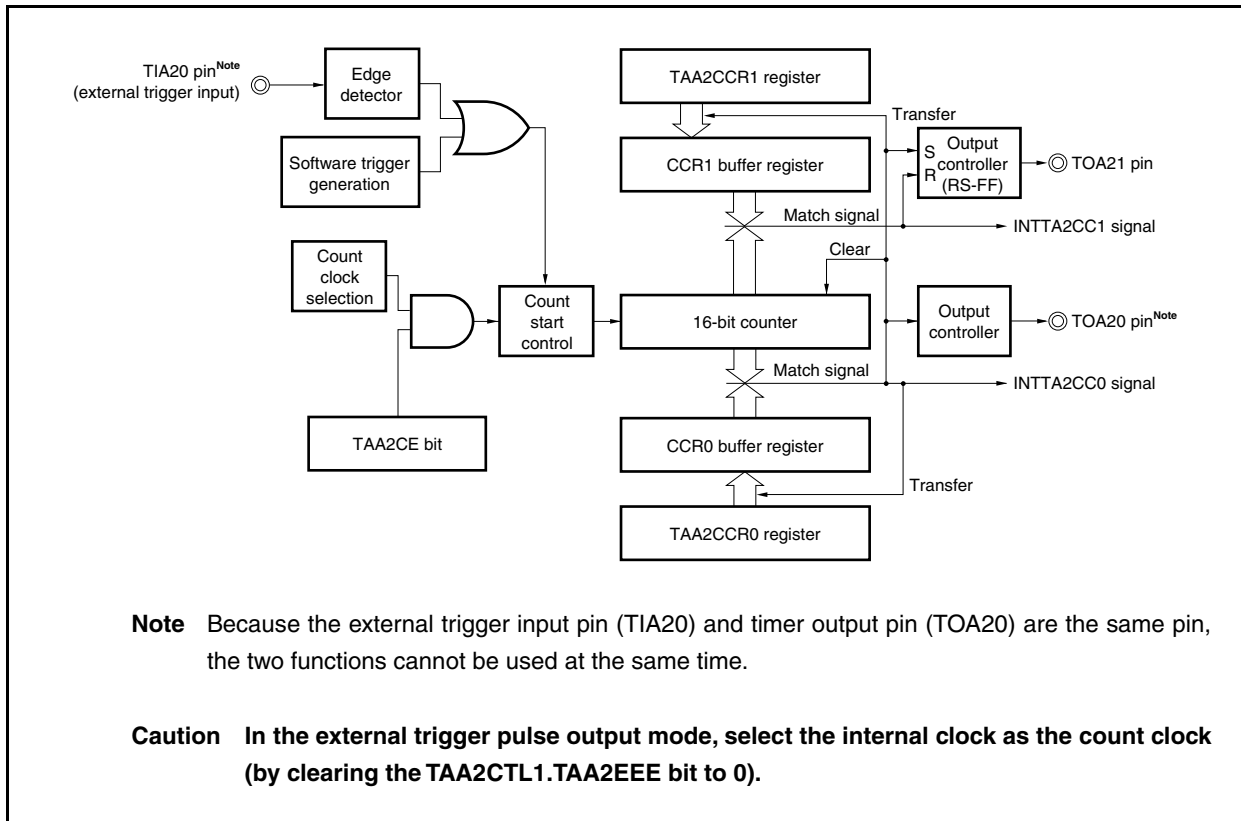 TIA20 pinNote
(external trigger input)
Edge
detector
Software trigger
generation
Count
clock
selection
TAA2CE bit
Count
start
control
TAA2CCR1 register
Transfer
CCR1 buffer register
S
R
Output
controller
(RS-FF)
TOA21 pin
Match signal
INTTA2CC1 signal
Clear
16-bit counter
Output
controller
TOA20 pinNote
Match signal
INTTA2CC0 signal
CCR0 buffer register
Transfer
TAA2CCR0 register
Note Because the external trigger input pin (TIA20) and timer output pin (TOA20) are the same pin,
the two functions cannot be used at the same time.
Caution In the external trigger pulse output mode, select the internal clock as the count clock
(by clearing the TAA2CTL1.TAA2EEE bit to 0).